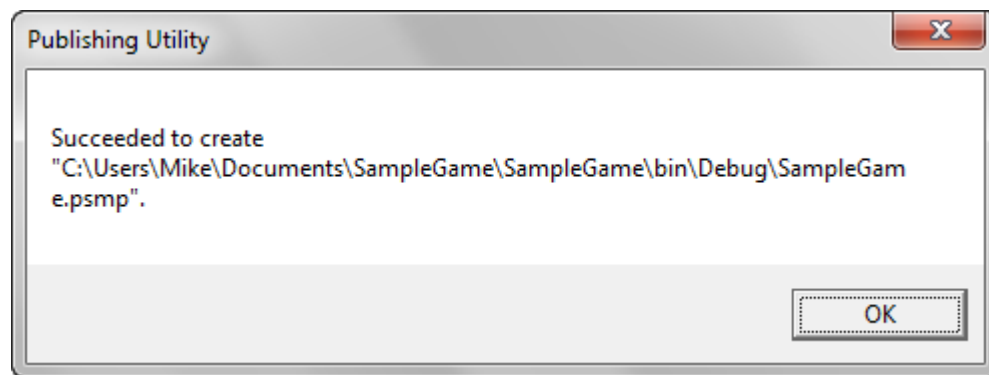 Publishing Utility
Succeeded to create
"C:\Users\Mike\Documents\SampleGame\SampleGame\bin\Debug\SampleGam
e.psmp".
OK